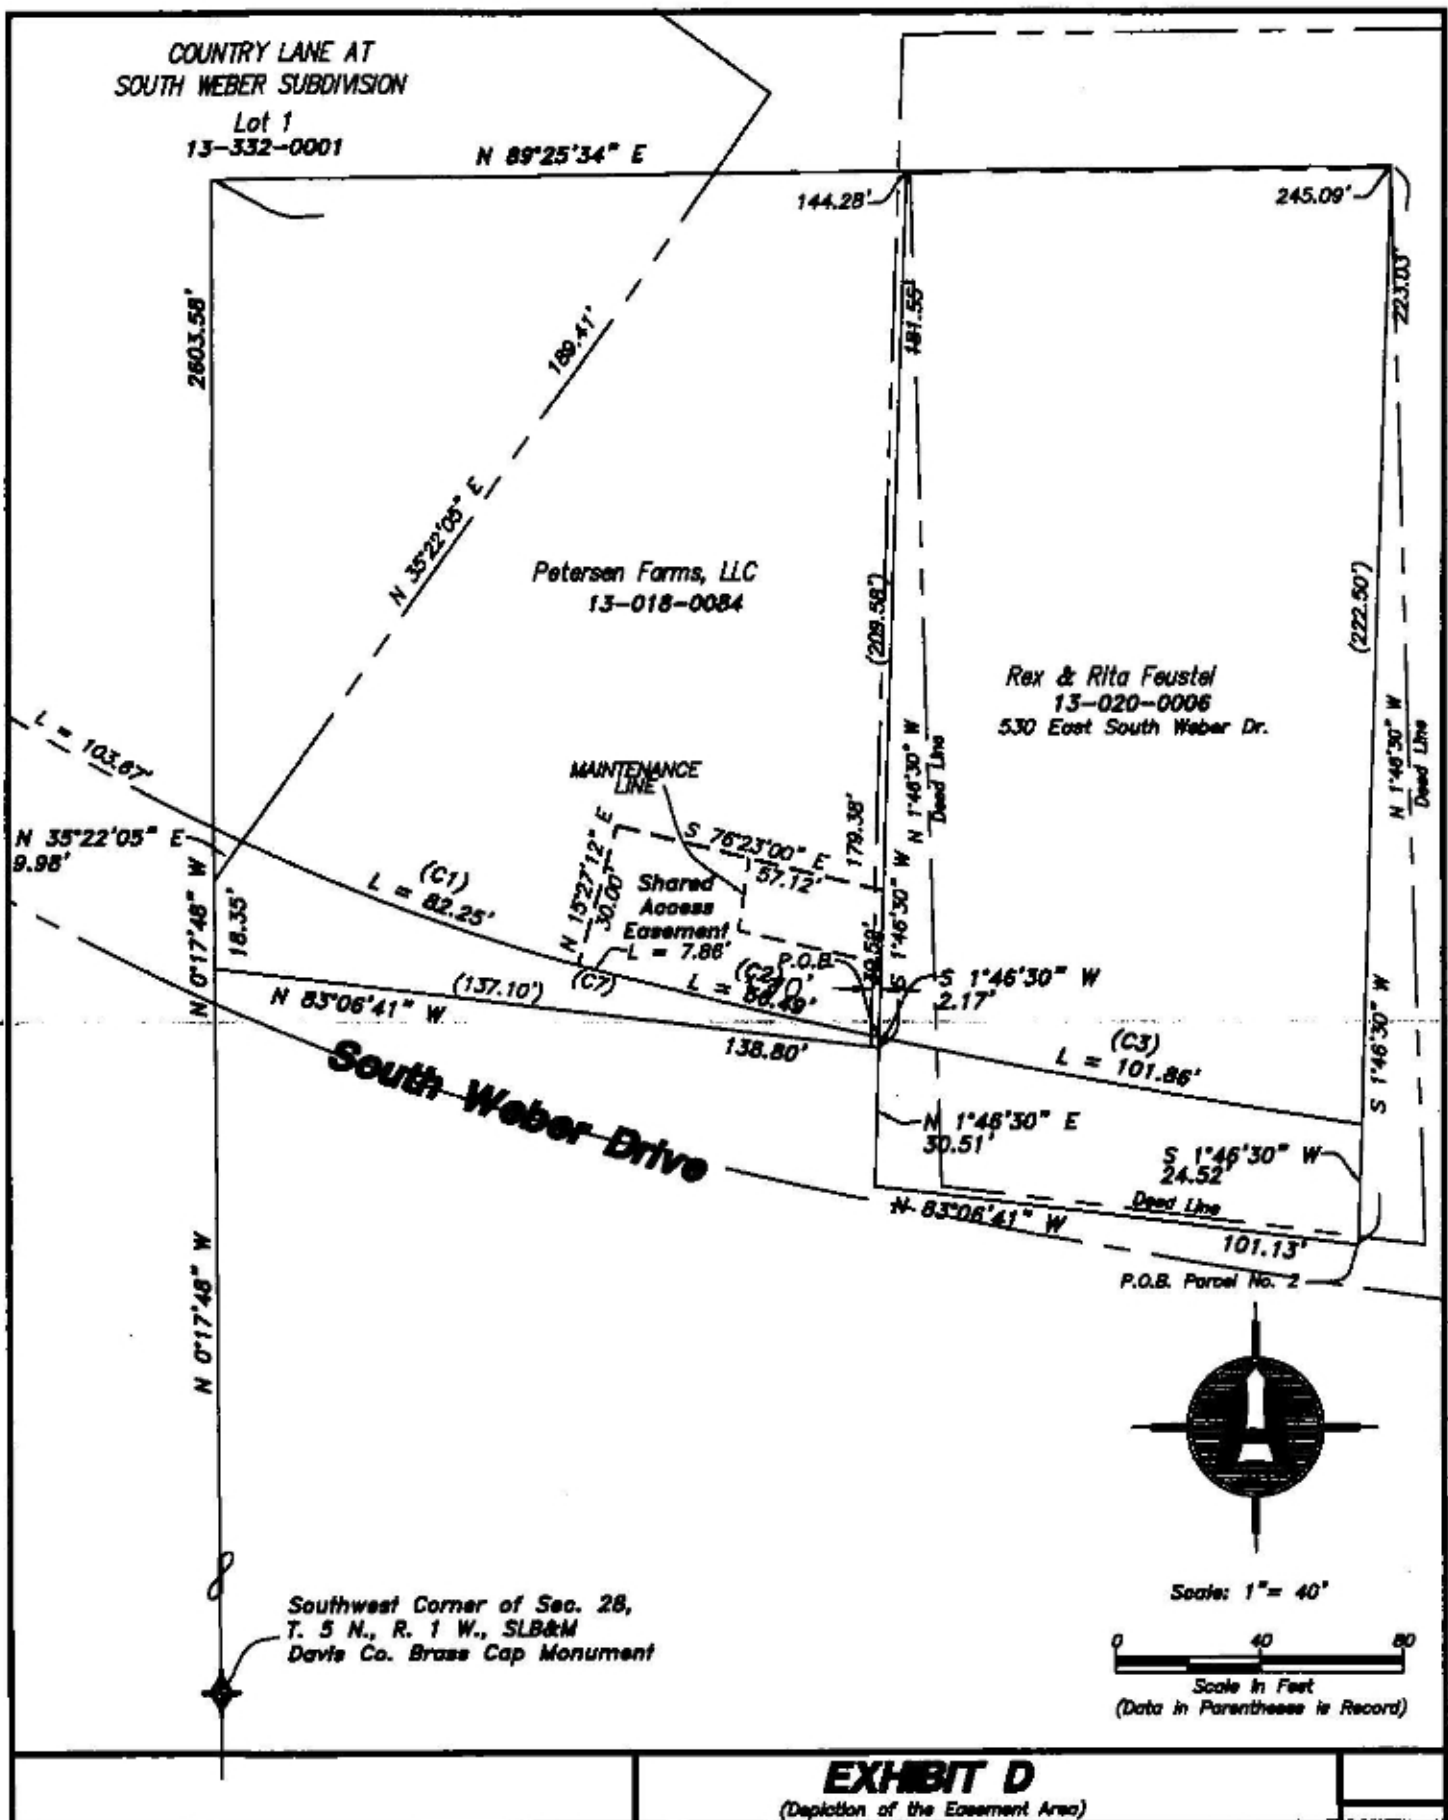 COUNTRY LANE AT
SOUTH WEBER SUBDIVISION
Lot 1
13-332-0001
N 89°25'34" E
144.28'
245.09'
2603.58'
189.41'
181.55'
223.03'
N 35°22'05" E
Petersen Farms, LLC
13-018-0084
(209.58')
(222.50')
Rex & Rita Feustel
13-020-0006
530 East South Weber Dr.
N 1°46'30" W
Deed Line
N 1°46'30" W
Deed Line
L = 103.67'
MAINTENANCE
LINE
N 35°22'05" E
9.98'
S 76°23'00" E
57.12'
179.38'
(C1)
L = 82.25'
N 15°27'12" E
30.00'
Shared
Access
Easement
L = 7.86'
(C7)
N 0°17'48" W
18.35'
(C2)
L =
P.O.B.
S 1°46'30" W
S 1°46'30" W
2.17'
(137.10')
N 83°06'41" W
138.80'
(C3)
L = 101.86'
S 1°46'30" W
South Weber Drive
N 1°46'30" E
30.51'
S 1°46'30" W
24.52'
Deed Line
N 83°06'41" W
101.13'
P.O.B. Parcel No. 2
N 0°17'48" W
Scale: 1"= 40'
0 40 80
Scale In Feet
(Data in Parentheses is Record)
Southwest Corner of Sec. 28,
T. 5 N., R. 1 W., SLB&M
Davis Co. Brass Cap Monument
EXHIBIT D
(Depiction of the Easement Area)